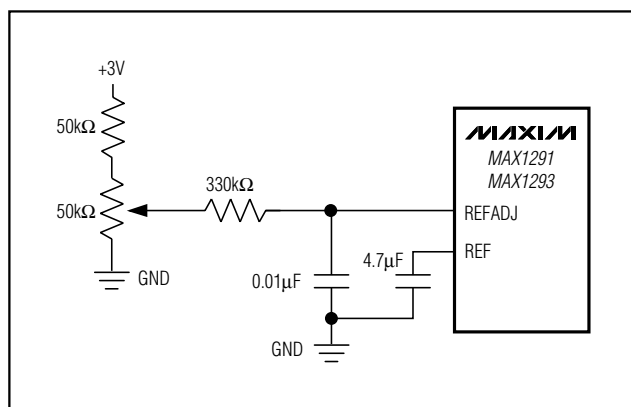 +3V
50kΩ
50kΩ
330kΩ
GND
0.01µF
4.7µF
GND
MAXIM
MAX1291
MAX1293
REFADJ
REF